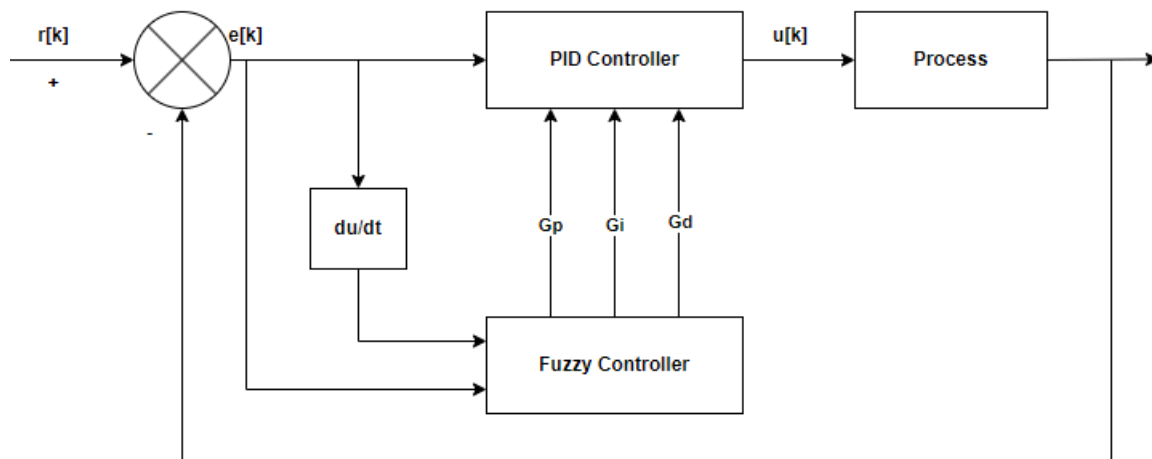 r[k]
+
e[k]
PID Controller
u[k]
Process
-
du/dt
Gp
Gi
Gd
Fuzzy Controller